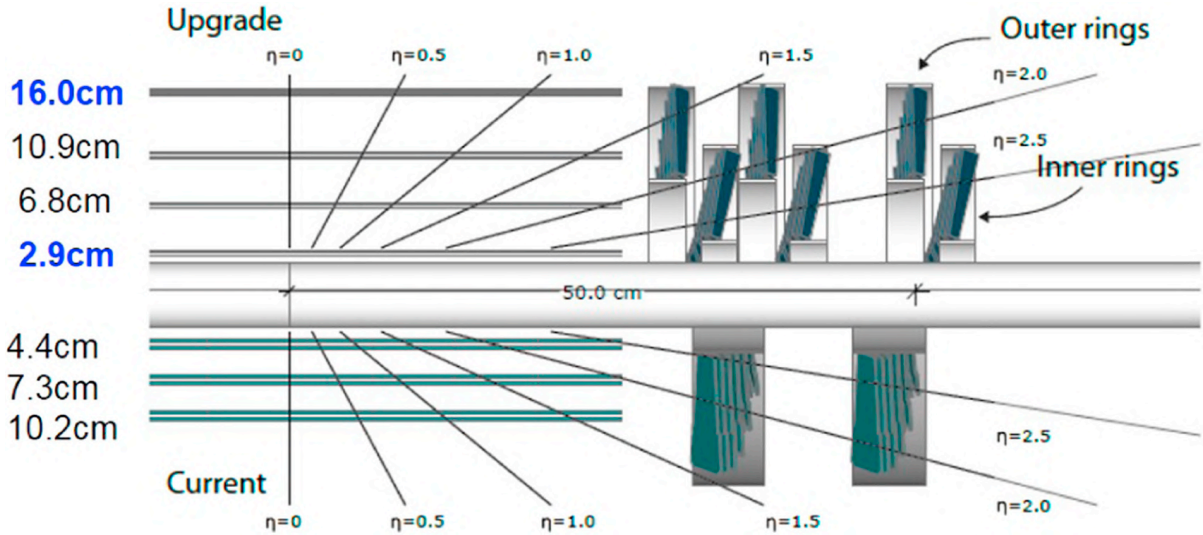 Upgrade
Outer rings
η=0
η=0.5
η=1.0
η=1.5
η=2.0
16.0cm
10.9cm
η=2.5
6.8cm
Inner rings
2.9cm
50.0 cm
4.4cm
7.3cm
10.2cm
η=2.5
Current
η=2.0
η=0
η=0.5
η=1.0
η=1.5